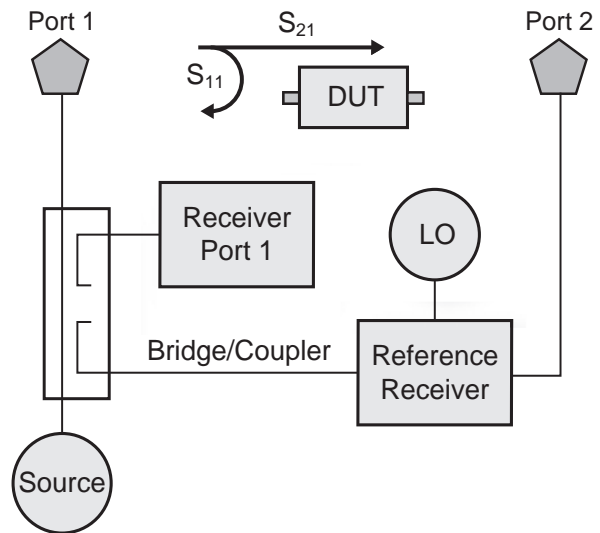 Port 1
S21
Port 2
S11
DUT
Receiver
Port 1
LO
Bridge/Coupler
Reference
Receiver
Source